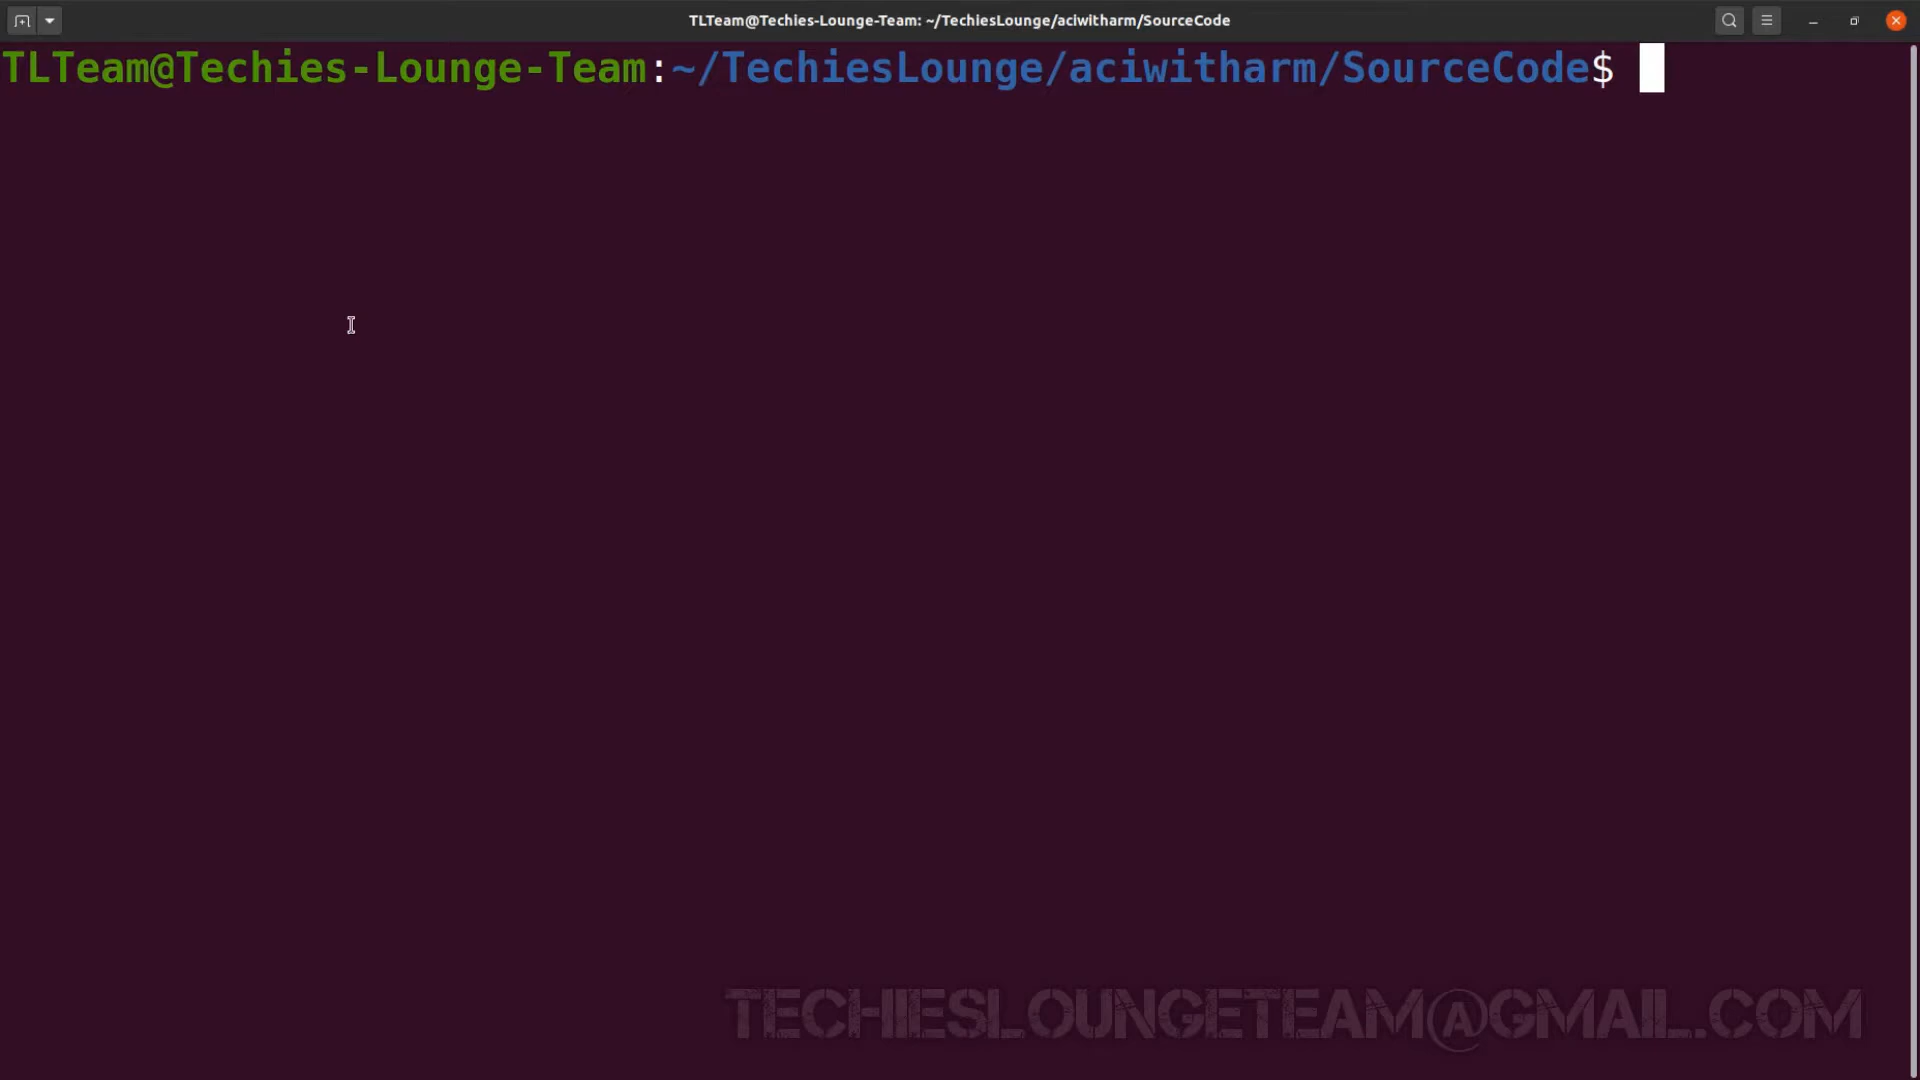 TLTeam@Techies-Lounge-Team: ~/TechiesLounge/aciwitharm/SourceCode
TLTeam@Techies-Lounge-Team:~/TechiesLounge/aciwitharm/SourceCode$
TECHIESLOUNGETEAM@GMAIL.COM